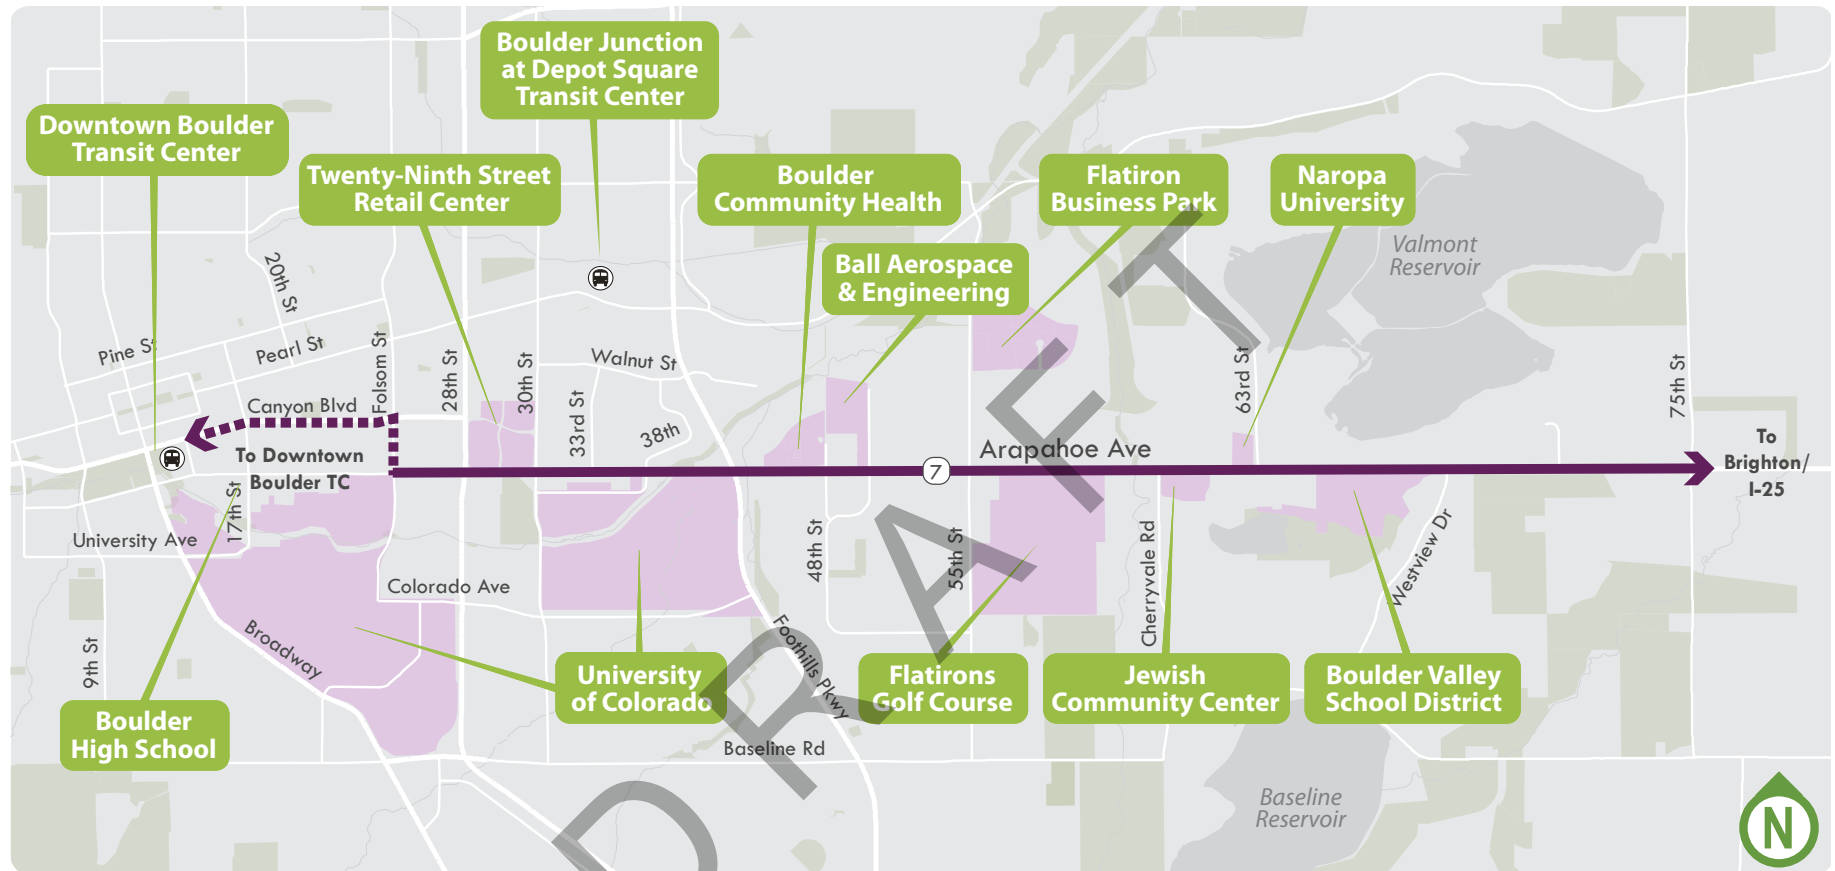 Boulder Junction
at Depot Square
Transit Center
Downtown Boulder
Transit Center
Twenty-Ninth Street
Retail Center
Boulder
Community Health
Flatiron
Business Park
Naropa
University
Ball Aerospace
& Engineering
Valmont
Reservoir
20th St
Pine St
Pearl St
Folsom St
28th St
30th St
Walnut St
33rd St
38th
63rd St
75th St
Canyon Blvd
To Downtown
Boulder TC
Arapahoe Ave
7
To
Brighton/
I-25
17th St
University Ave
Colorado Ave
48th St
55th St
Cherryvale Rd
Westview Dr
9th St
Broadway
Foothills Pkwy
University
of Colorado
Flatirons
Golf Course
Jewish
Community Center
Boulder Valley
School District
Boulder
High School
Baseline Rd
Baseline
Reservoir
N
DRAFT